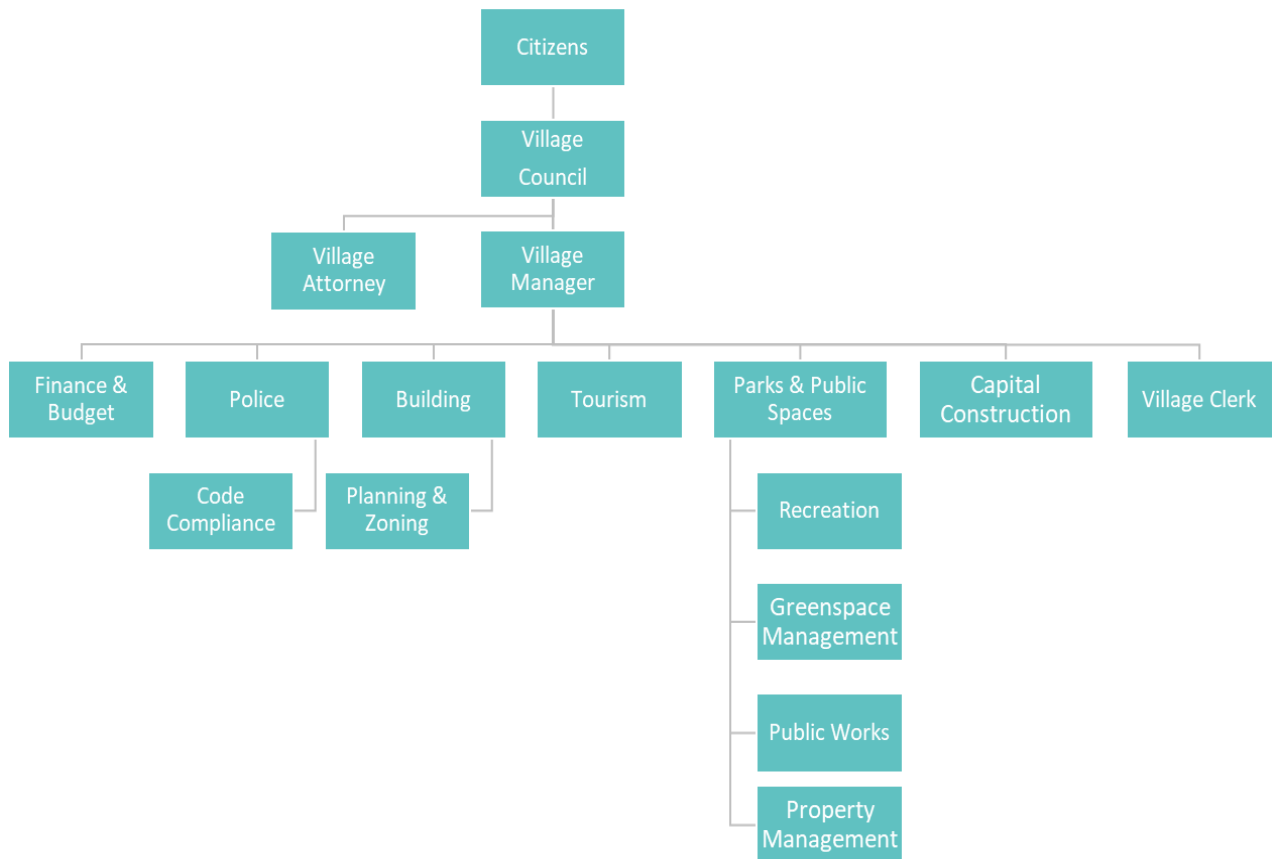 Citizens
Village
Council
Village
Attorney
Village
Manager
Finance &
Budget
Police
Building
Tourism
Parks & Public
Spaces
Capital
Construction
Village Clerk
Code
Compliance
Planning &
Zoning
Recreation
Greenspace
Management
Public Works
Property
Management